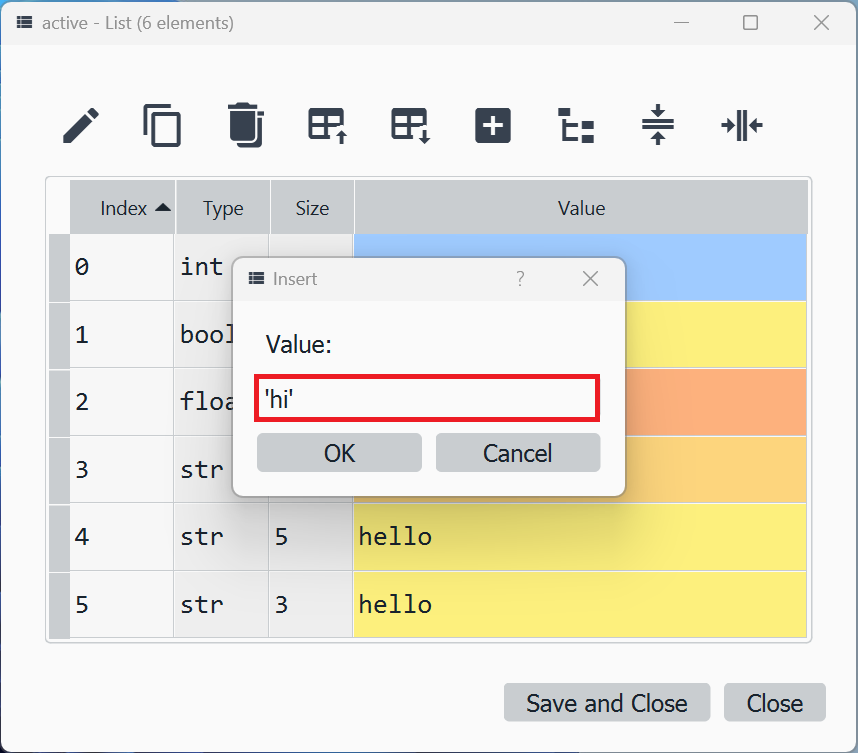 active - List (6 elements)
Index Type Size Value
0 int
Insert ?
1 bool
Value:
2 floa
'hi'
3 str
OK Cancel
4 str 5 hello
5 str 3 hello
Save and Close Close